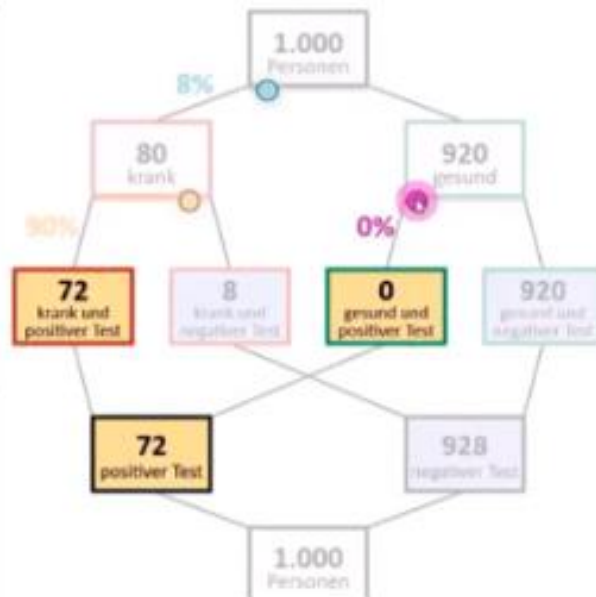 1.000
Personen
8%
80
krank
920
gesund
90%
0%
72
krank und
positiver Test
8
krank und
negativer Test
0
gesund und
positiver Test
920
gesund und
negativer Test
72
positiver Test
928
negativer Test
1.000
Personen